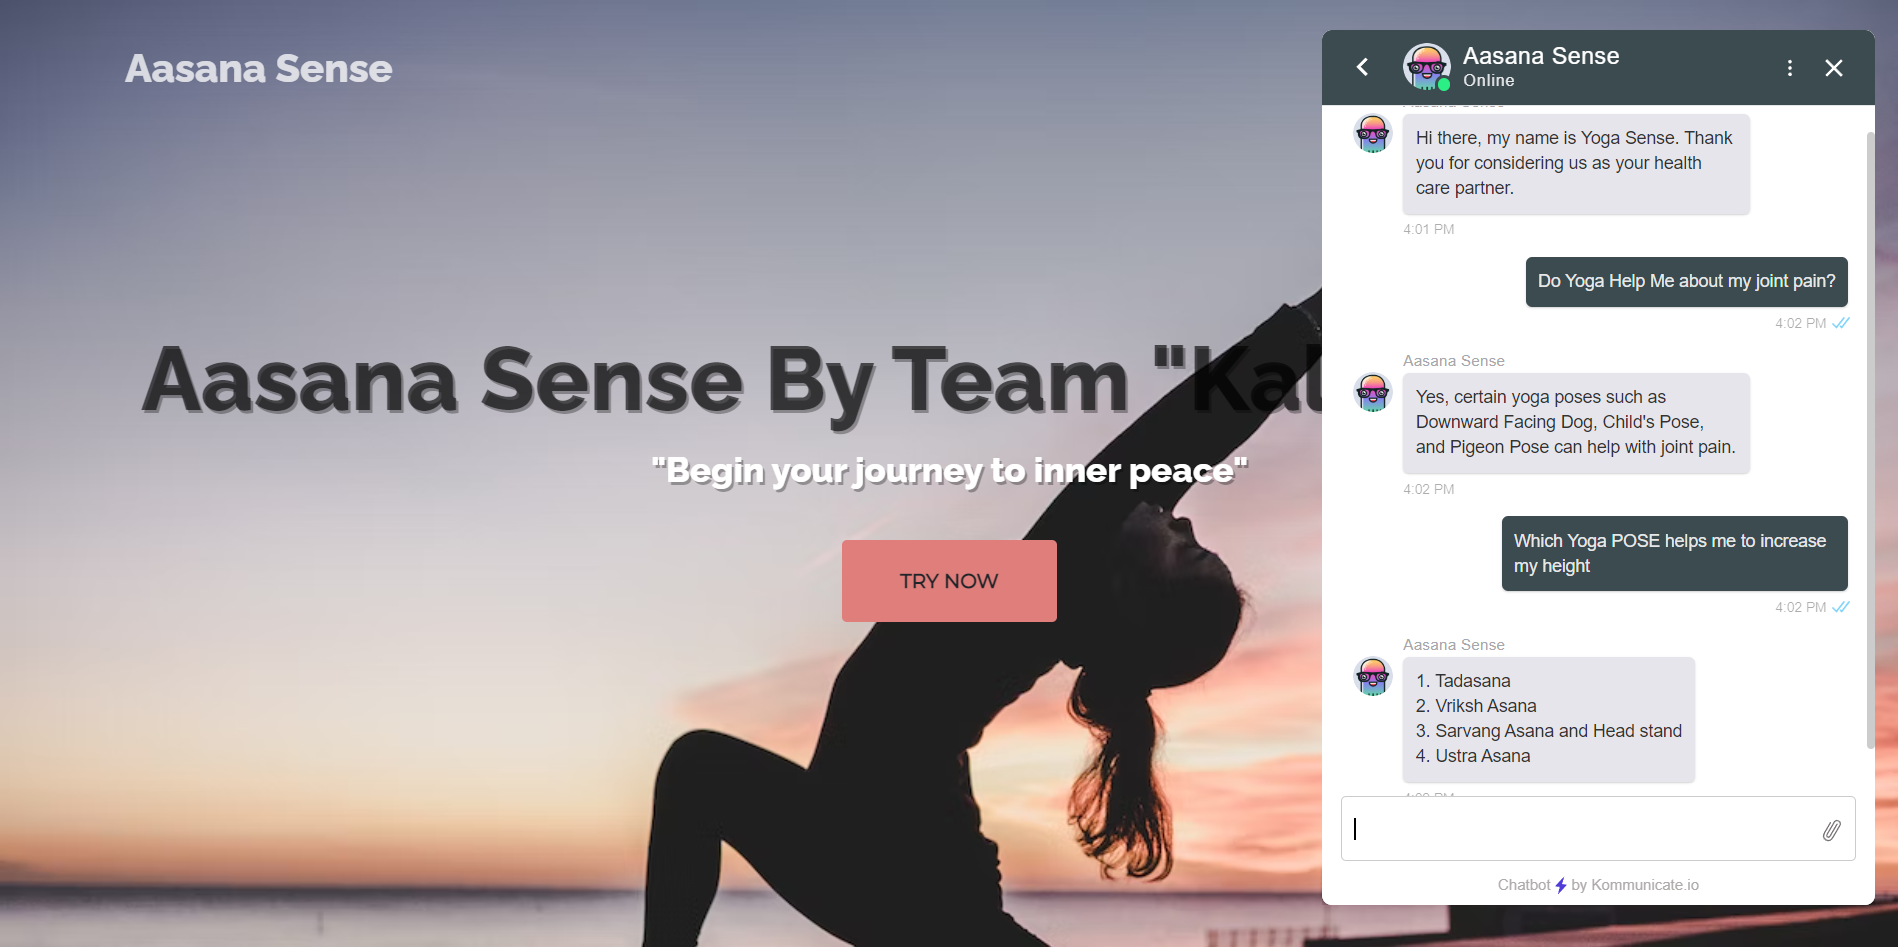 Aasana Sense
Aasana Sense By Team "Kal
"Begin your journey to inner peace"
TRY NOW
Aasana Sense
Online
Aasana Sense
Hi there, my name is Yoga Sense. Thank
you for considering us as your health
care partner.
4:01 PM
Do Yoga Help Me about my joint pain?
4:02 PM
Aasana Sense
Yes, certain yoga poses such as
Downward Facing Dog, Child's Pose,
and Pigeon Pose can help with joint pain.
4:02 PM
Which Yoga POSE helps me to increase
my height
4:02 PM
Aasana Sense
1. Tadasana
2. Vriksh Asana
3. Sarvang Asana and Head stand
4. Ustra Asana
Chatbot by Kommunicate.io